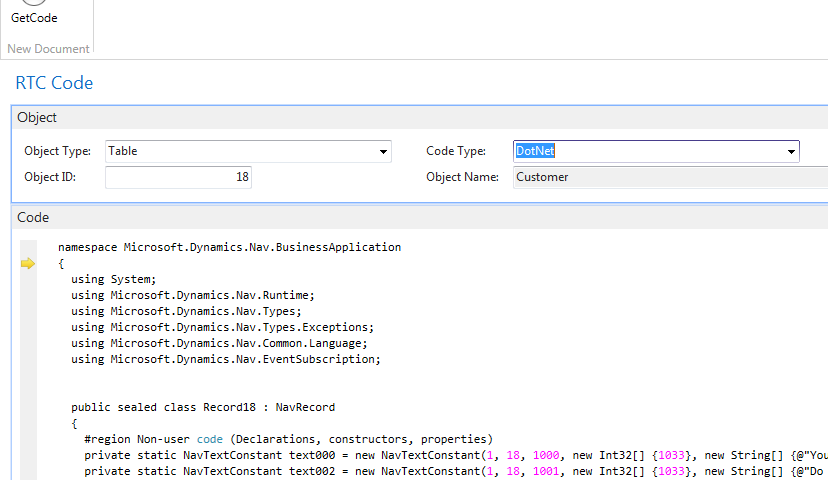 GetCode
New Document
RTC Code
Object
Object Type: Table Code Type: DotNet
Object ID: 18 Object Name: Customer
Code
namespace Microsoft.Dynamics.Nav.BusinessApplication
{
using System;
using Microsoft.Dynamics.Nav.Runtime;
using Microsoft.Dynamics.Nav.Types;
using Microsoft.Dynamics.Nav.Types.Exceptions;
using Microsoft.Dynamics.Nav.Common.Language;
using Microsoft.Dynamics.Nav.EventSubscription;
public sealed class Record18 : NavRecord
{
#region Non-user code (Declarations, constructors, properties)
private static NavTextConstant text000 = new NavTextConstant(1, 18, 1000, new Int32[] {1033}, new String[] {@"You
private static NavTextConstant text002 = new NavTextConstant(1, 18, 1001, new Int32[] {1033}, new String[] {@"Do